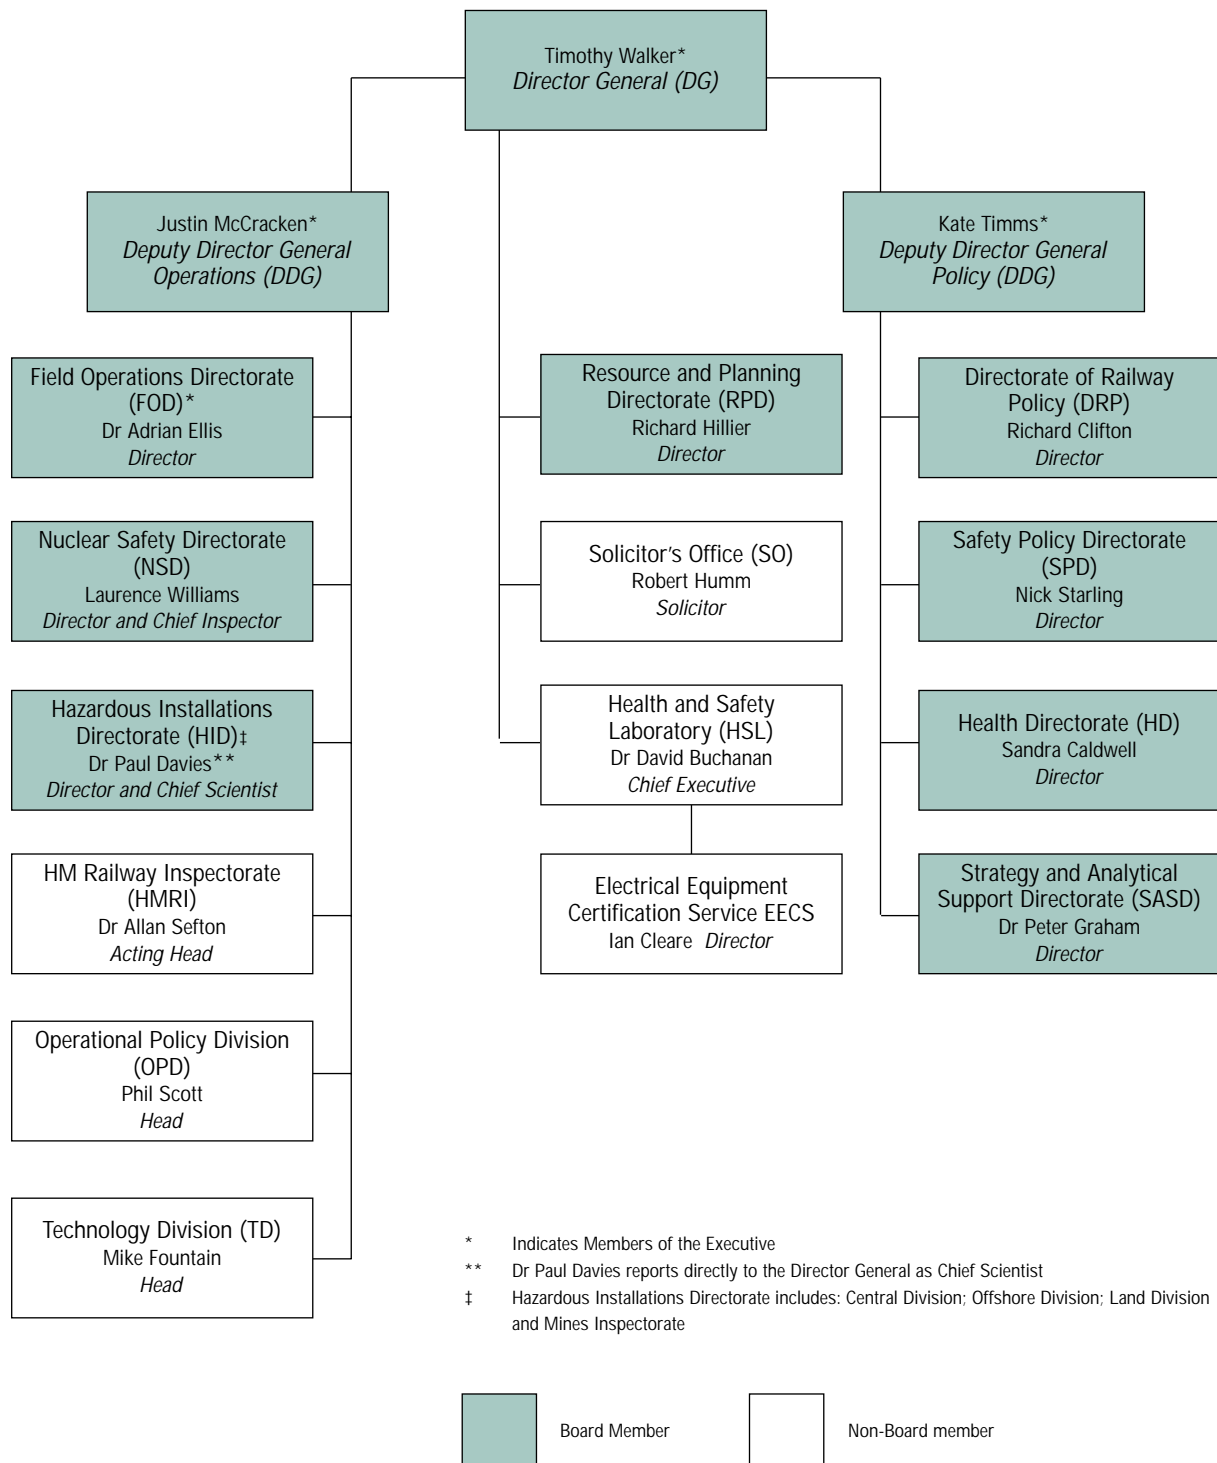 Timothy Walker*
Director General (DG)
Justin McCracken*
Deputy Director General
Operations (DDG)
Kate Timms*
Deputy Director General
Policy (DDG)
Field Operations Directorate
(FOD)*
Dr Adrian Ellis
Director
Nuclear Safety Directorate
(NSD)
Laurence Williams
Director and Chief Inspector
Hazardous Installations
Directorate (HID)‡
Dr Paul Davies**
Director and Chief Scientist
HM Railway Inspectorate
(HMRI)
Dr Allan Sefton
Acting Head
Operational Policy Division
(OPD)
Phil Scott
Head
Technology Division (TD)
Mike Fountain
Head
Resource and Planning
Directorate (RPD)
Richard Hillier
Director
Solicitor's Office (SO)
Robert Humm
Solicitor
Health and Safety
Laboratory (HSL)
Dr David Buchanan
Chief Executive
Electrical Equipment
Certification Service EECS
Ian Cleare Director
Directorate of Railway
Policy (DRP)
Richard Clifton
Director
Safety Policy Directorate
(SPD)
Nick Starling
Director
Health Directorate (HD)
Sandra Caldwell
Director
Strategy and Analytical
Support Directorate (SASD)
Dr Peter Graham
Director
* Indicates Members of the Executive
** Dr Paul Davies reports directly to the Director General as Chief Scientist
‡ Hazardous Installations Directorate includes: Central Division; Offshore Division; Land Division
and Mines Inspectorate
Board Member
Non-Board member